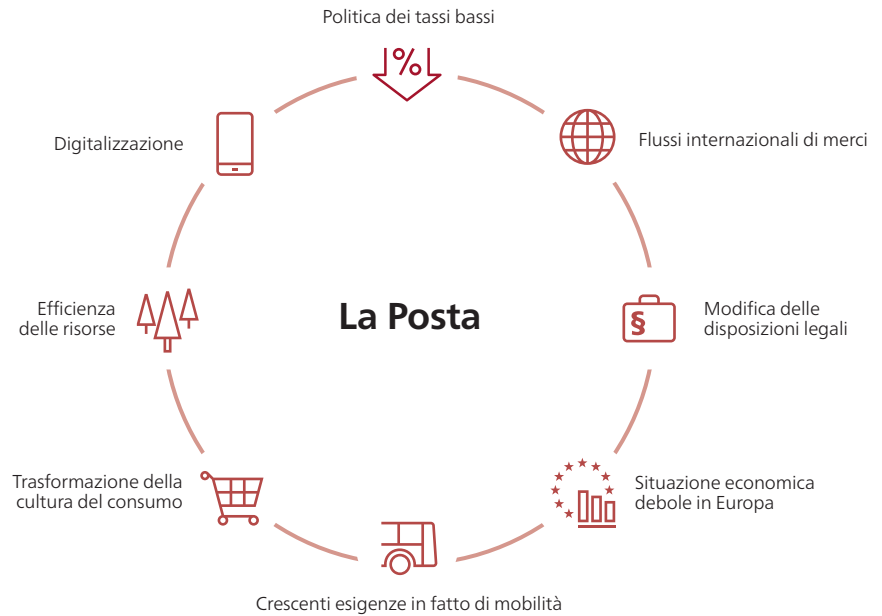 Politica dei tassi bassi
%
Digitalizzazione
Flussi internazionali di merci
Efficienza
delle risorse
La Posta
§
Modifica delle
disposizioni legali
Trasformazione della
cultura del consumo
Situazione economica
debole in Europa
Crescenti esigenze in fatto di mobilità